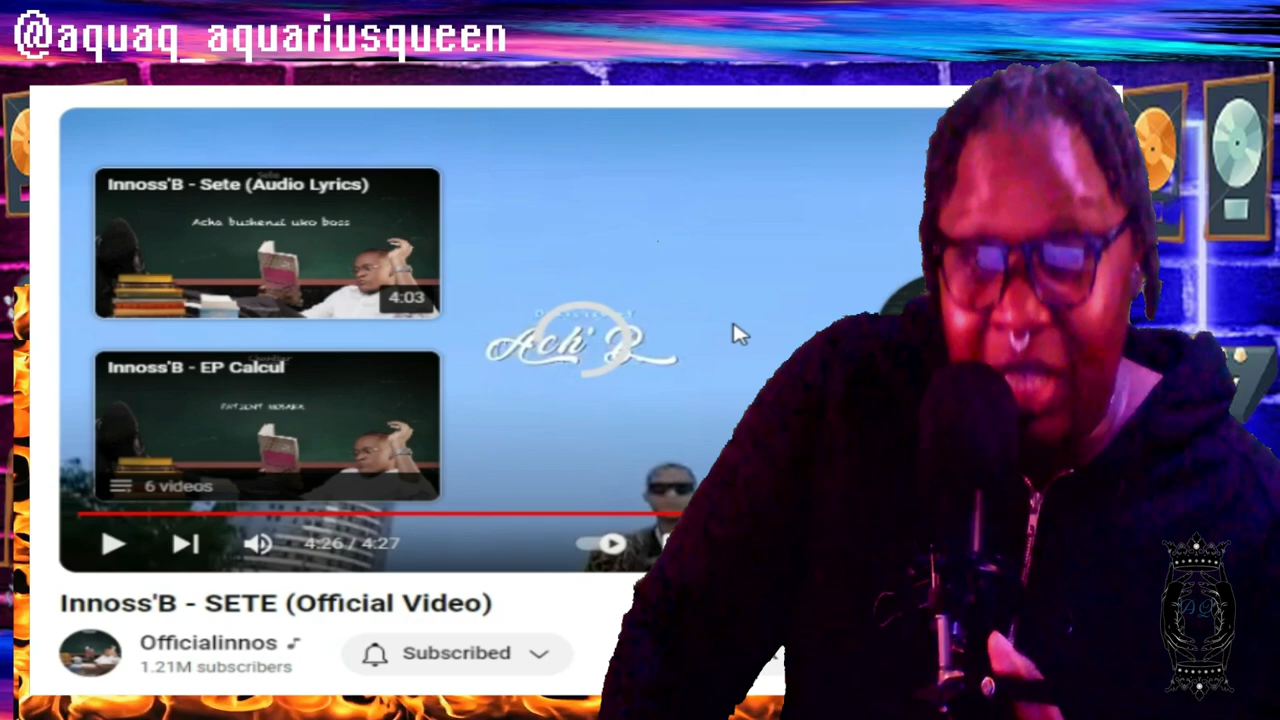 @aquaq_aquariusqueen
Innoss'B - Sete (Audio Lyrics)
Acha bushenzi uko boss
4:03
Ach' B
Innoss'B - EP Calcul
6 videos
4:26 / 4:27
Innoss'B - SETE (Official Video)
Officialinnos
1.21M subscribers
Subscribed